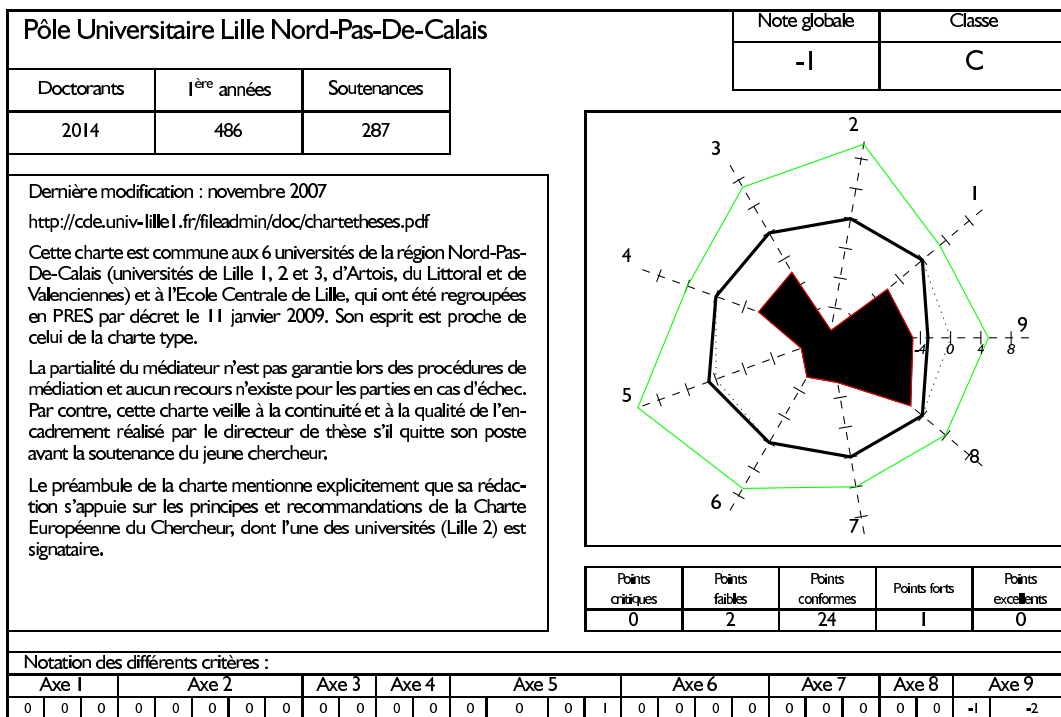 Pôle Universitaire Lille Nord-Pas-De-Calais
Note globale Classe
-1 C
Doctorants 1ère années Soutenances
2014 486 287
Dernière modification : novembre 2007
http://cde.univ-lille1.fr/fileadmin/doc/chartetheses.pdf
Cette charte est commune aux 6 universités de la région Nord-Pas-
De-Calais (universités de Lille 1, 2 et 3, d'Artois, du Littoral et de
Valenciennes) et à l'Ecole Centrale de Lille, qui ont été regroupées
en PRES par décret le 11 janvier 2009. Son esprit est proche de
celui de la charte type.
La partialité du médiateur n'est pas garantie lors des procédures de
médiation et aucun recours n'existe pour les parties en cas d'échec.
Par contre, cette charte veille à la continuité et à la qualité de l'en-
cadrement réalisé par le directeur de thèse s'il quitte son poste
avant la soutenance du jeune chercheur.
Le préambule de la charte mentionne explicitement que sa rédac-
tion s'appuie sur les principes et recommandations de la Charte
Européenne du Chercheur, dont l'une des universités (Lille 2) est
signataire.
2
3
1
4
9
-4 0 4 8
5
8
6
7
Points critiques Points faibles Points conformes Points forts Points excellents
0 2 24 1 0
Notation des différents critères :
Axe 1 Axe 2 Axe 3 Axe 4 Axe 5 Axe 6 Axe 7 Axe 8 Axe 9
0 0 0 0 0 0 0 0 0 0 0 0 0 0 0 1 0 0 0 0 0 0 0 0 0 -1 -2